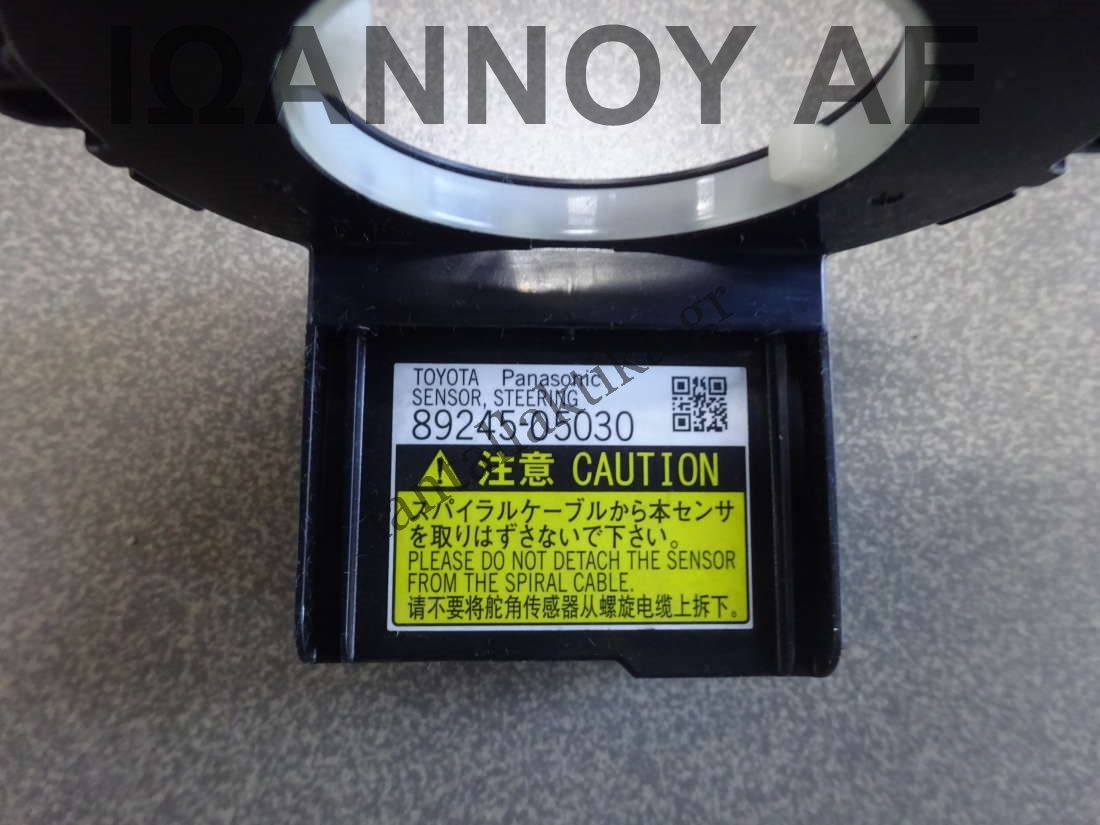 ΙΩΑΝΝΟΥ ΑΕ
TOYOTA Panasonic
SENSOR, STEERING
89245-05030
注意 CAUTION
スパイラルケーブルから本センサ
を取りはずさないで下さい。
PLEASE DO NOT DETACH THE SENSOR
FROM THE SPIRAL CABLE.
请不要将舵角传感器从螺旋电缆上拆下。
antallaktika.gr